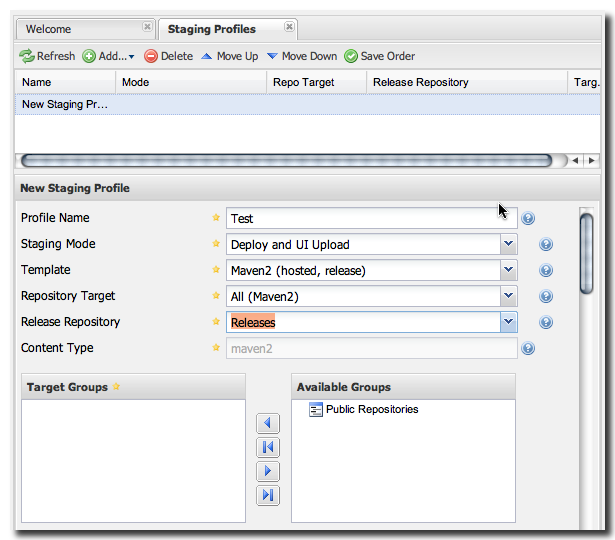 Welcome Staging Profiles
Refresh Add... Delete Move Up Move Down Save Order
Name Mode Repo Target Release Repository Targ...
New Staging Pr...
New Staging Profile
Profile Name Test
Staging Mode Deploy and UI Upload
Template Maven2 (hosted, release)
Repository Target All (Maven2)
Release Repository Releases
Content Type maven2
Target Groups Available Groups
Public Repositories